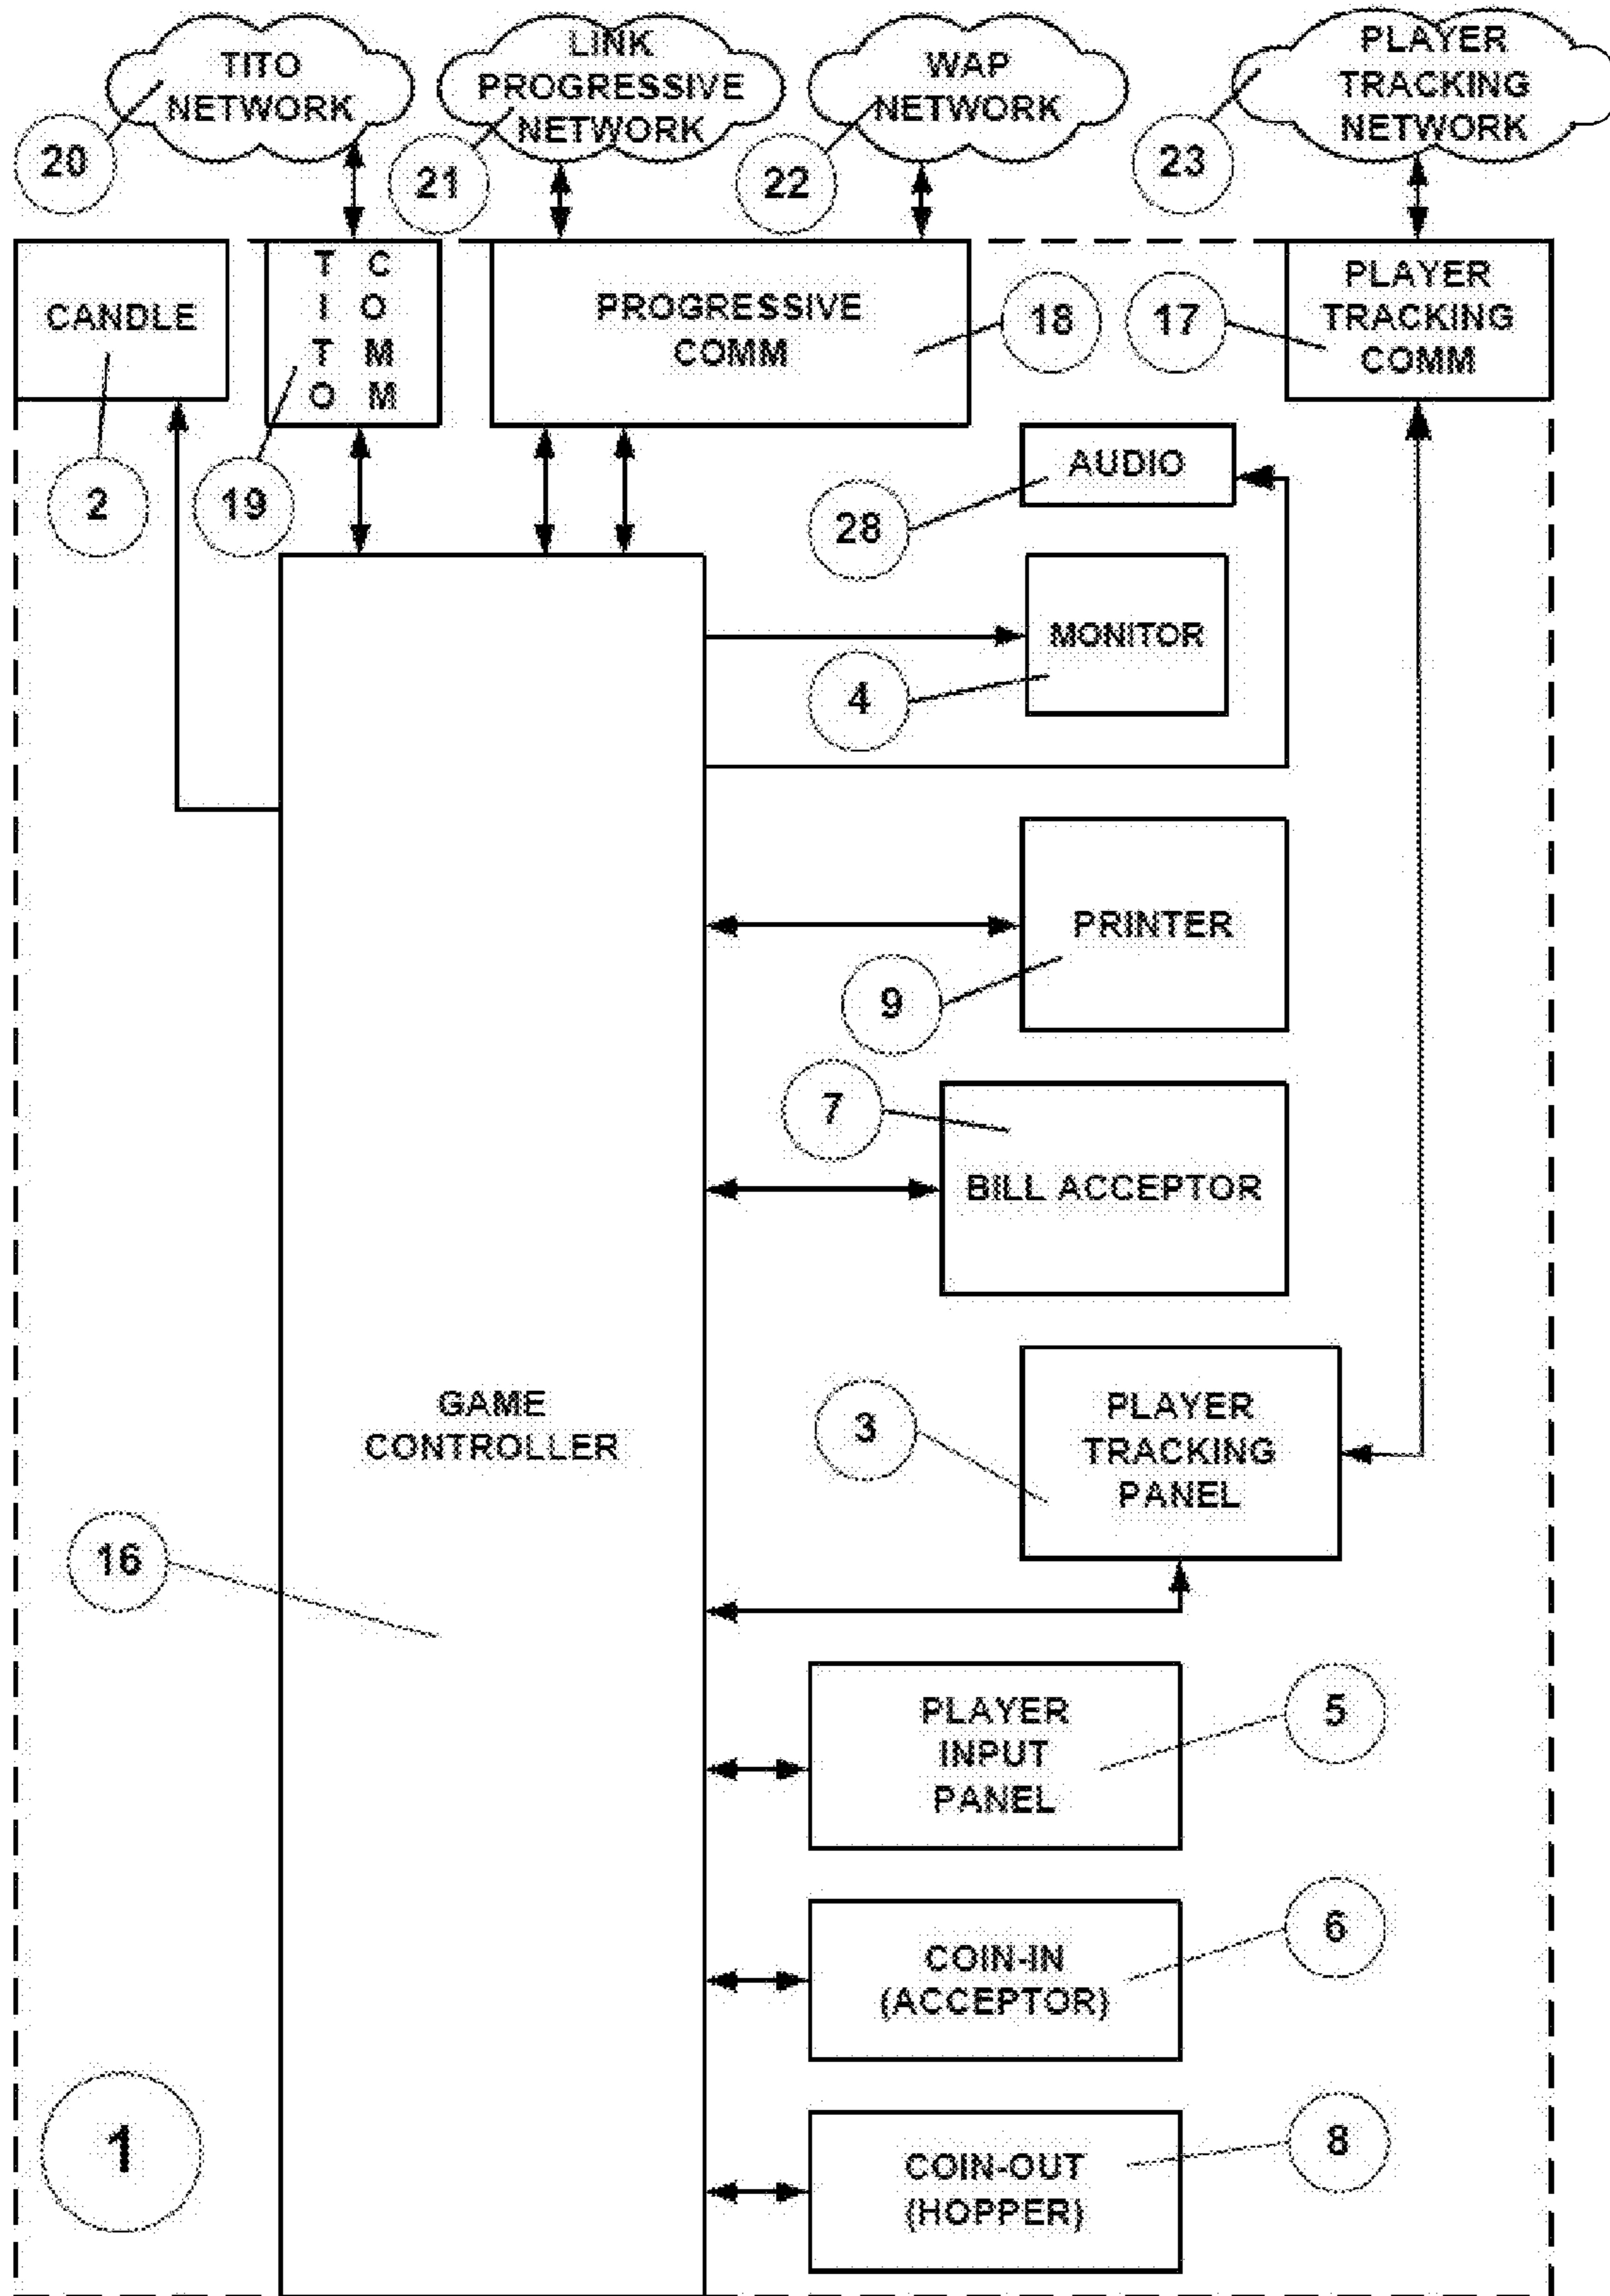 TITO
NETWORK
20
LINK
PROGRESSIVE
NETWORK
21
WAP
NETWORK
22
PLAYER
TRACKING
NETWORK
23
CANDLE
2
TITO
COMM
19
PROGRESSIVE
COMM
18
17
PLAYER
TRACKING
COMM
AUDIO
28
MONITOR
4
PRINTER
9
7
BILL ACCEPTOR
GAME
CONTROLLER
16
3
PLAYER
TRACKING
PANEL
PLAYER
INPUT
PANEL
5
COIN-IN
(ACCEPTOR)
6
1
COIN-OUT
(HOPPER)
8